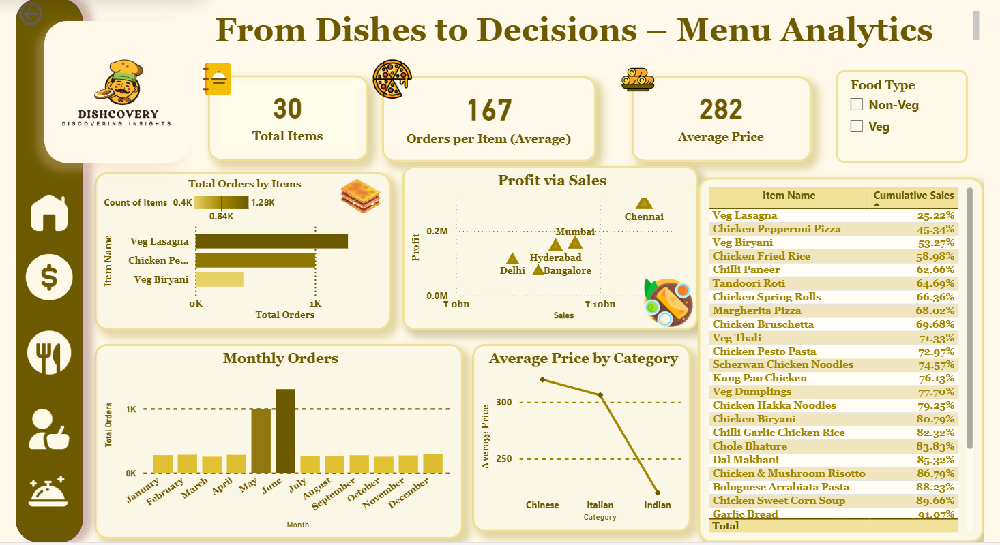 From Dishes to Decisions – Menu Analytics
DISHCOVERY
DISCOVERING INSIGHTS
30
Total Items
167
Orders per Item (Average)
282
Average Price
Food Type
Non-Veg
Veg
Total Orders by Items
Count of Items 0.4K 1.28K
0.84K
Item Name
Veg Lasagna
Chicken Pe...
Veg Biryani
0K 1K
Total Orders
Profit via Sales
Profit
0.2M
0.0M
Chennai
Mumbai
Hyderabad
Delhi
Bangalore
₹ 0bn ₹ 10bn
Sales
Monthly Orders
Total Orders
1K
0K
January
February
March
April
May
June
July
August
September
October
November
December
Month
Average Price by Category
Average Price
300
250
Chinese Italian Indian
Category
Item Name Cumulative Sales
Veg Lasagna 25.22%
Chicken Pepperoni Pizza 45.34%
Veg Biryani 53.27%
Chicken Fried Rice 58.98%
Chilli Paneer 62.66%
Tandoori Roti 64.69%
Chicken Spring Rolls 66.36%
Margherita Pizza 68.02%
Chicken Bruschetta 69.68%
Veg Thali 71.33%
Chicken Pesto Pasta 72.97%
Schezwan Chicken Noodles 74.57%
Kung Pao Chicken 76.13%
Veg Dumplings 77.70%
Chicken Hakka Noodles 79.25%
Chicken Biryani 80.79%
Chilli Garlic Chicken Rice 82.32%
Chole Bhature 83.83%
Dal Makhani 85.32%
Chicken & Mushroom Risotto 86.79%
Bolognese Arrabiata Pasta 88.23%
Chicken Sweet Corn Soup 89.66%
Garlic Bread 91.07%
Total